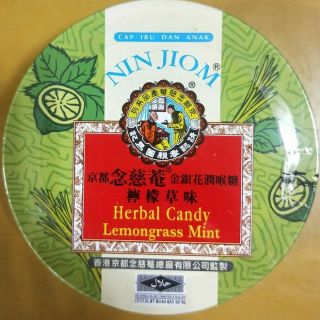 CAP IBU DAN ANAK
NIN JIOM®
京都念慈菴®金銀花潤喉糖
檸檬草味
Herbal Candy
Lemongrass Mint
香港京都念慈菴總廠有限公司監製
حلال